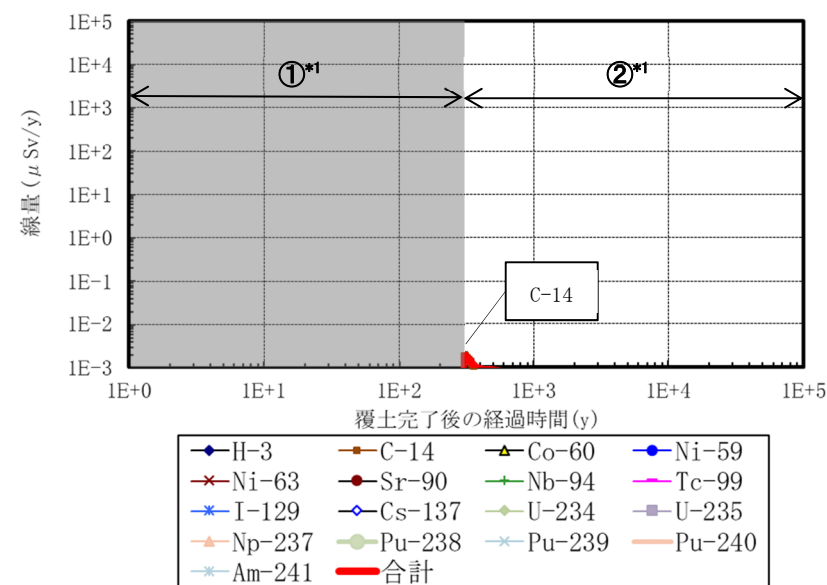 1E+5
1E+4
1E+3
1E+2
1E+1
1E+0
1E-1
1E-2
1E-3
線量(μSv/y)
①*1
②*1
C-14
1E+0 1E+1 1E+2 1E+3 1E+4 1E+5
覆土完了後の経過時間(y)
H-3 C-14 Co-60 Ni-59
Ni-63 Sr-90 Nb-94 Tc-99
I-129 Cs-137 U-234 U-235
Np-237 Pu-238 Pu-239 Pu-240
Am-241 合計